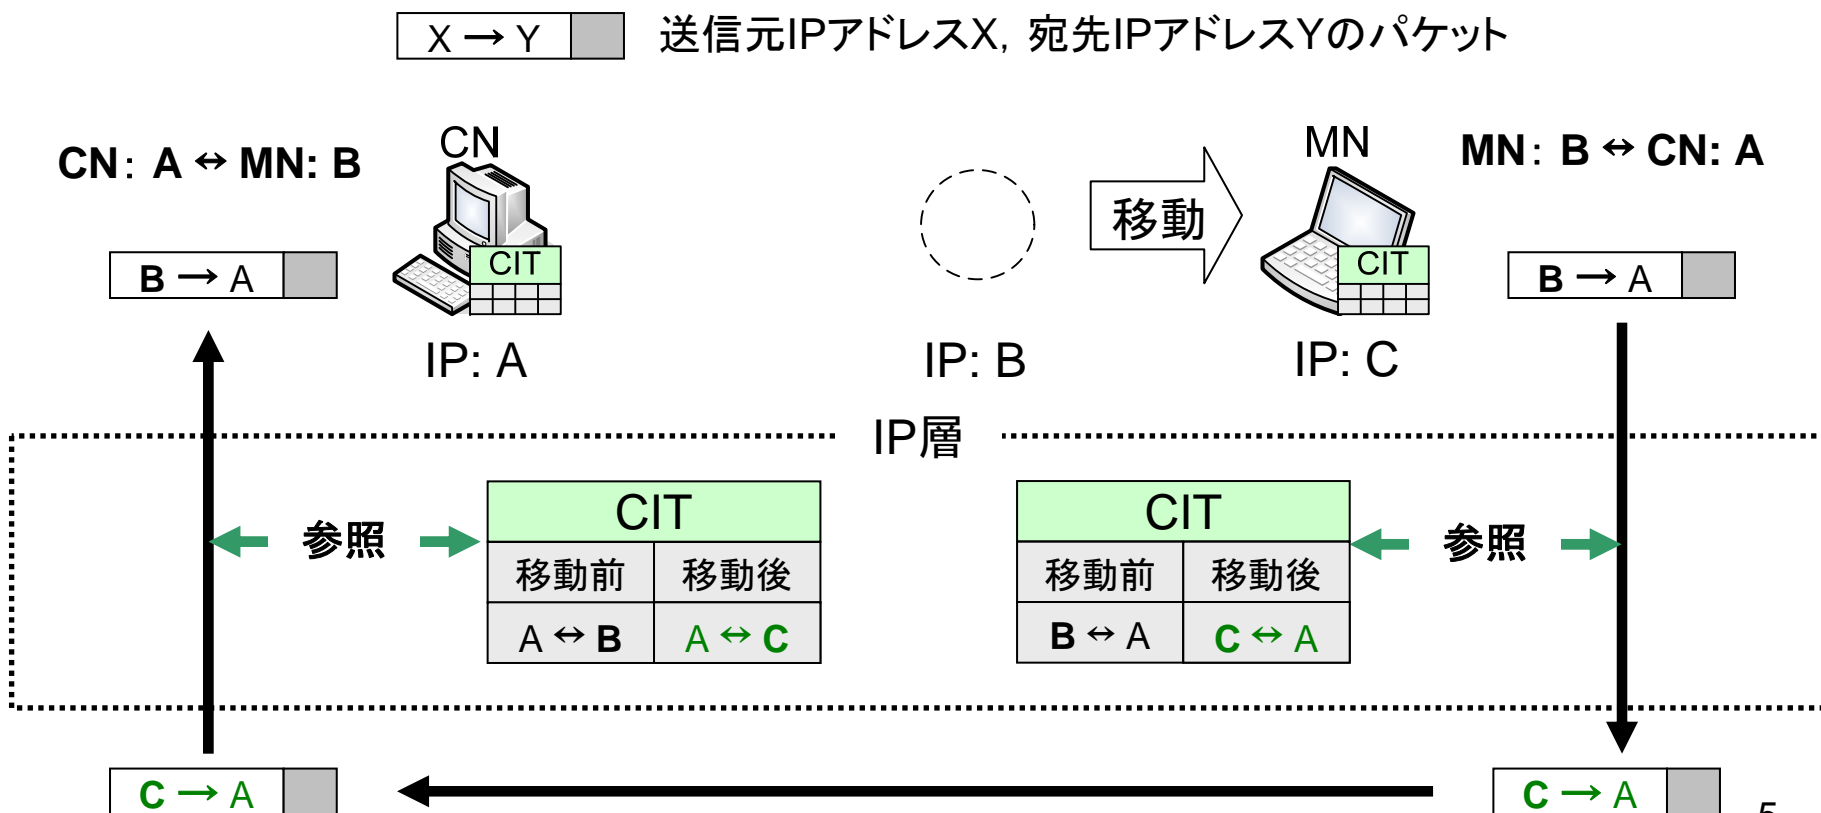 X → Y 送信元IPアドレスX, 宛先IPアドレスYのパケット
CN: A ↔ MN: B
CN
MN
MN: B ↔ CN: A
移動
CIT
CIT
B → A
B → A
IP: A
IP: B
IP: C
IP層
CIT
CIT
参照
参照
移動前 移動後
移動前 移動後
A ↔ B A ↔ C
B ↔ A C ↔ A
C → A
C → A
5